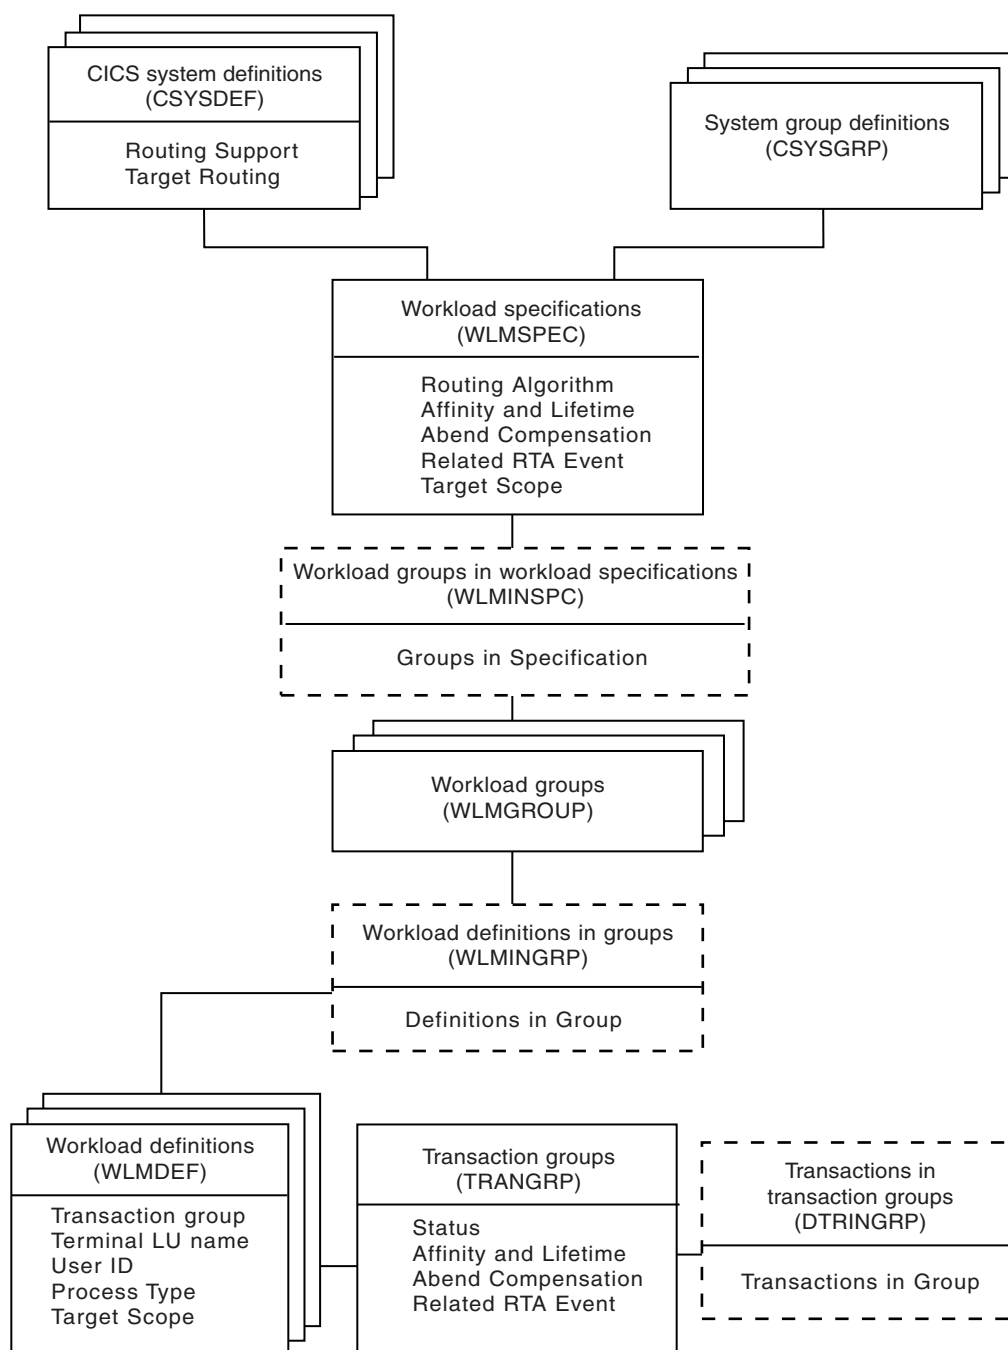 CICS system definitions
(CSYSDEF)
Routing Support
Target Routing
System group definitions
(CSYSGRP)
Workload specifications
(WLMSPEC)
Routing Algorithm
Affinity and Lifetime
Abend Compensation
Related RTA Event
Target Scope
Workload groups in workload specifications
(WLMINSPC)
Groups in Specification
Workload groups
(WLMGROUP)
Workload definitions in groups
(WLMINGRP)
Definitions in Group
Workload definitions
(WLMDEF)
Transaction group
Terminal LU name
User ID
Process Type
Target Scope
Transaction groups
(TRANGRP)
Status
Affinity and Lifetime
Abend Compensation
Related RTA Event
Transactions in
transaction groups
(DTRINGRP)
Transactions in Group